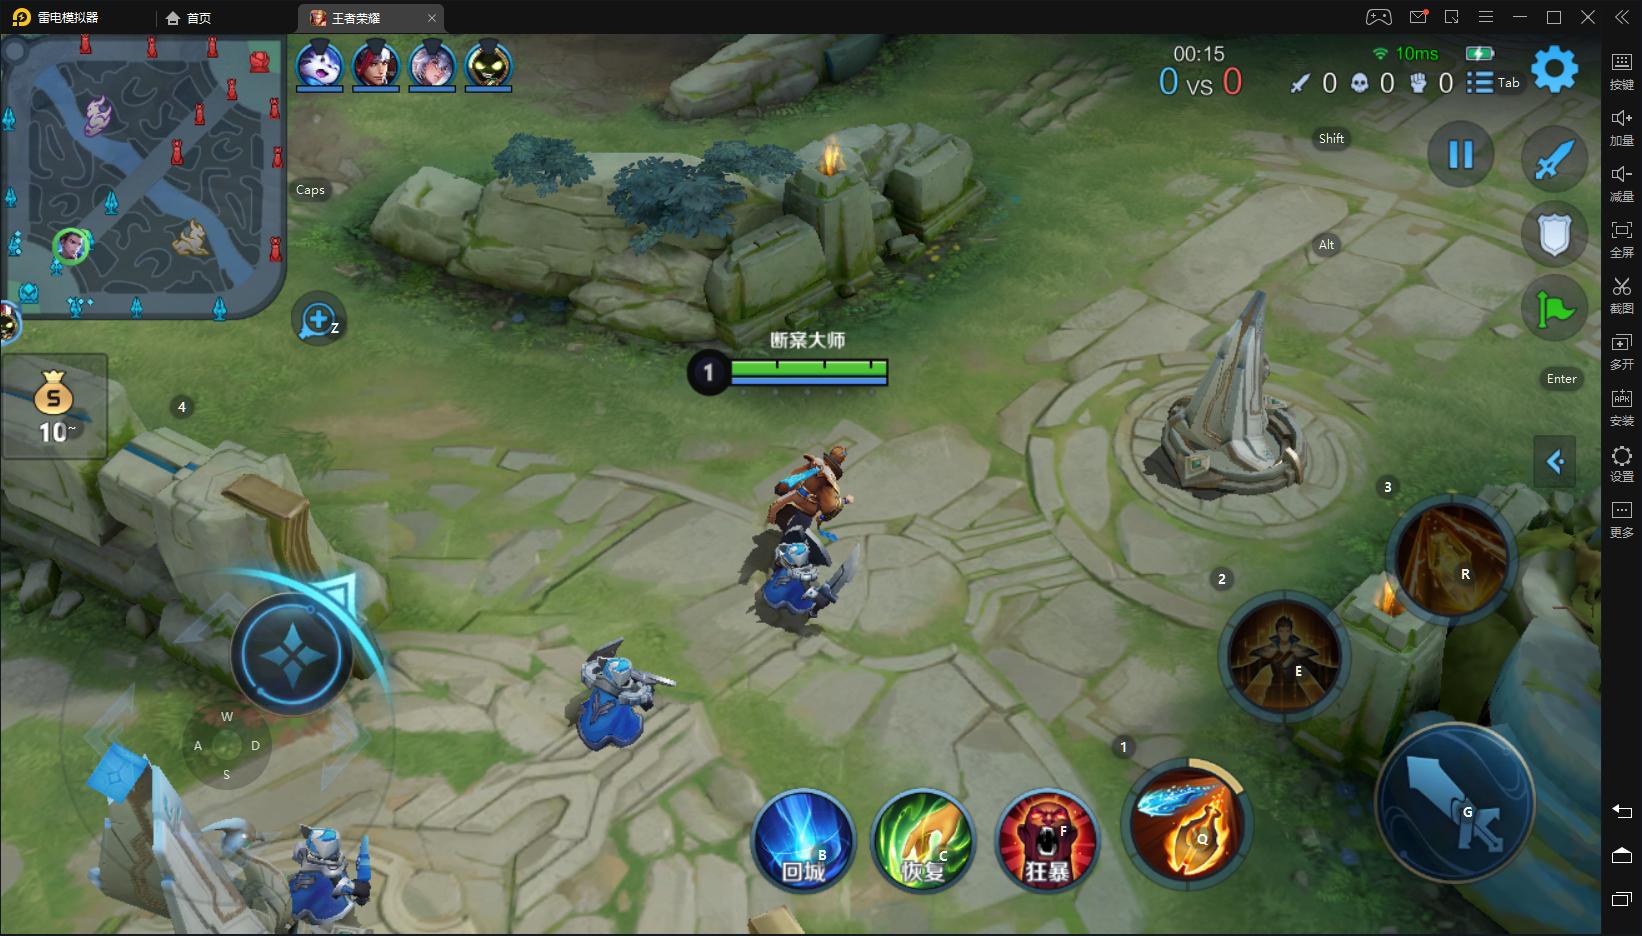 雷电模拟器
首页
王者荣耀
00:15
10ms
0 vs 0
0
0
0
Tab
按键
加量
减量
全屏
截图
多开
APK
安装
设置
更多
Shift
Caps
Alt
Z
断案大师
1
Enter
S
10~
4
3
R
2
E
W
A
D
S
1
G
Q
B
回城
C
恢复
F
狂暴